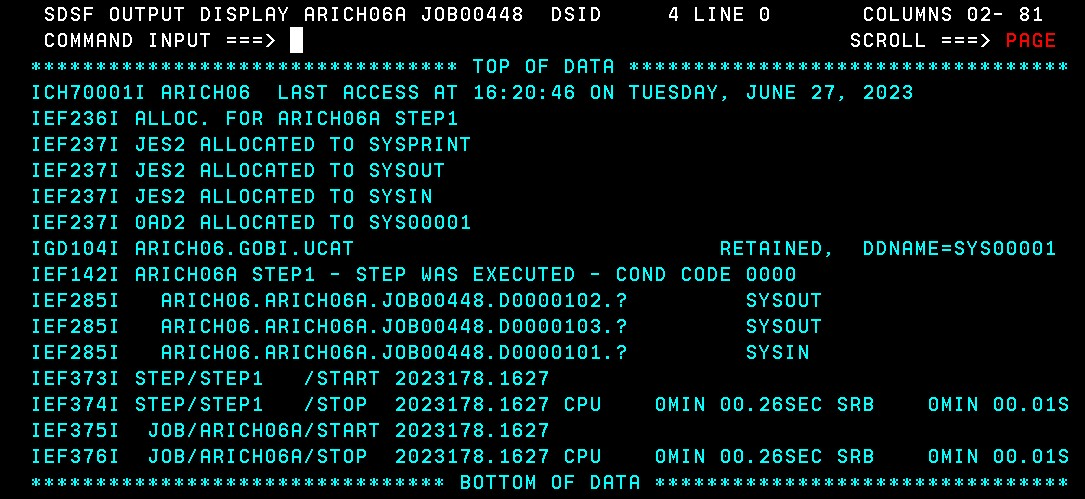 SDSF OUTPUT DISPLAY ARICH06A JOB00448  DSID     4 LINE 0       COLUMNS 02- 81
COMMAND INPUT ===>                                            SCROLL ===> PAGE
********************************* TOP OF DATA **********************************
ICH70001I ARICH06  LAST ACCESS AT 16:20:46 ON TUESDAY, JUNE 27, 2023
IEF236I ALLOC. FOR ARICH06A STEP1
IEF237I JES2 ALLOCATED TO SYSPRINT
IEF237I JES2 ALLOCATED TO SYSOUT
IEF237I JES2 ALLOCATED TO SYSIN
IEF237I 0AD2 ALLOCATED TO SYS00001
IGD104I ARICH06.GOBI.UCAT                            RETAINED,  DDNAME=SYS00001
IEF142I ARICH06A STEP1 - STEP WAS EXECUTED - COND CODE 0000
IEF285I   ARICH06.ARICH06A.JOB00448.D0000102.?         SYSOUT
IEF285I   ARICH06.ARICH06A.JOB00448.D0000103.?         SYSOUT
IEF285I   ARICH06.ARICH06A.JOB00448.D0000101.?         SYSIN
IEF373I STEP/STEP1   /START 2023178.1627
IEF374I STEP/STEP1   /STOP  2023178.1627 CPU    0MIN 00.26SEC SRB    0MIN 00.01S
IEF375I  JOB/ARICH06A/START 2023178.1627
IEF376I  JOB/ARICH06A/STOP  2023178.1627 CPU    0MIN 00.26SEC SRB    0MIN 00.01S
******************************** BOTTOM OF DATA ********************************